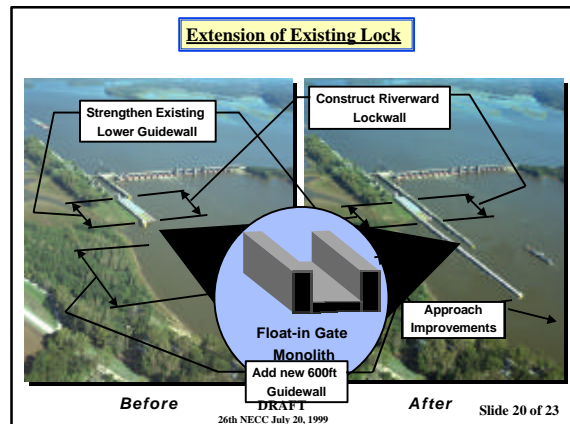 Extension of Existing Lock
Strengthen Existing
Lower Guidewall
Construct Riverward
Lockwall
Float-in Gate
Monolith
Approach
Improvements
Add new 600ft
Guidewall
Before
DRAFT
26th NECC July 20, 1999
After
Slide 20 of 23